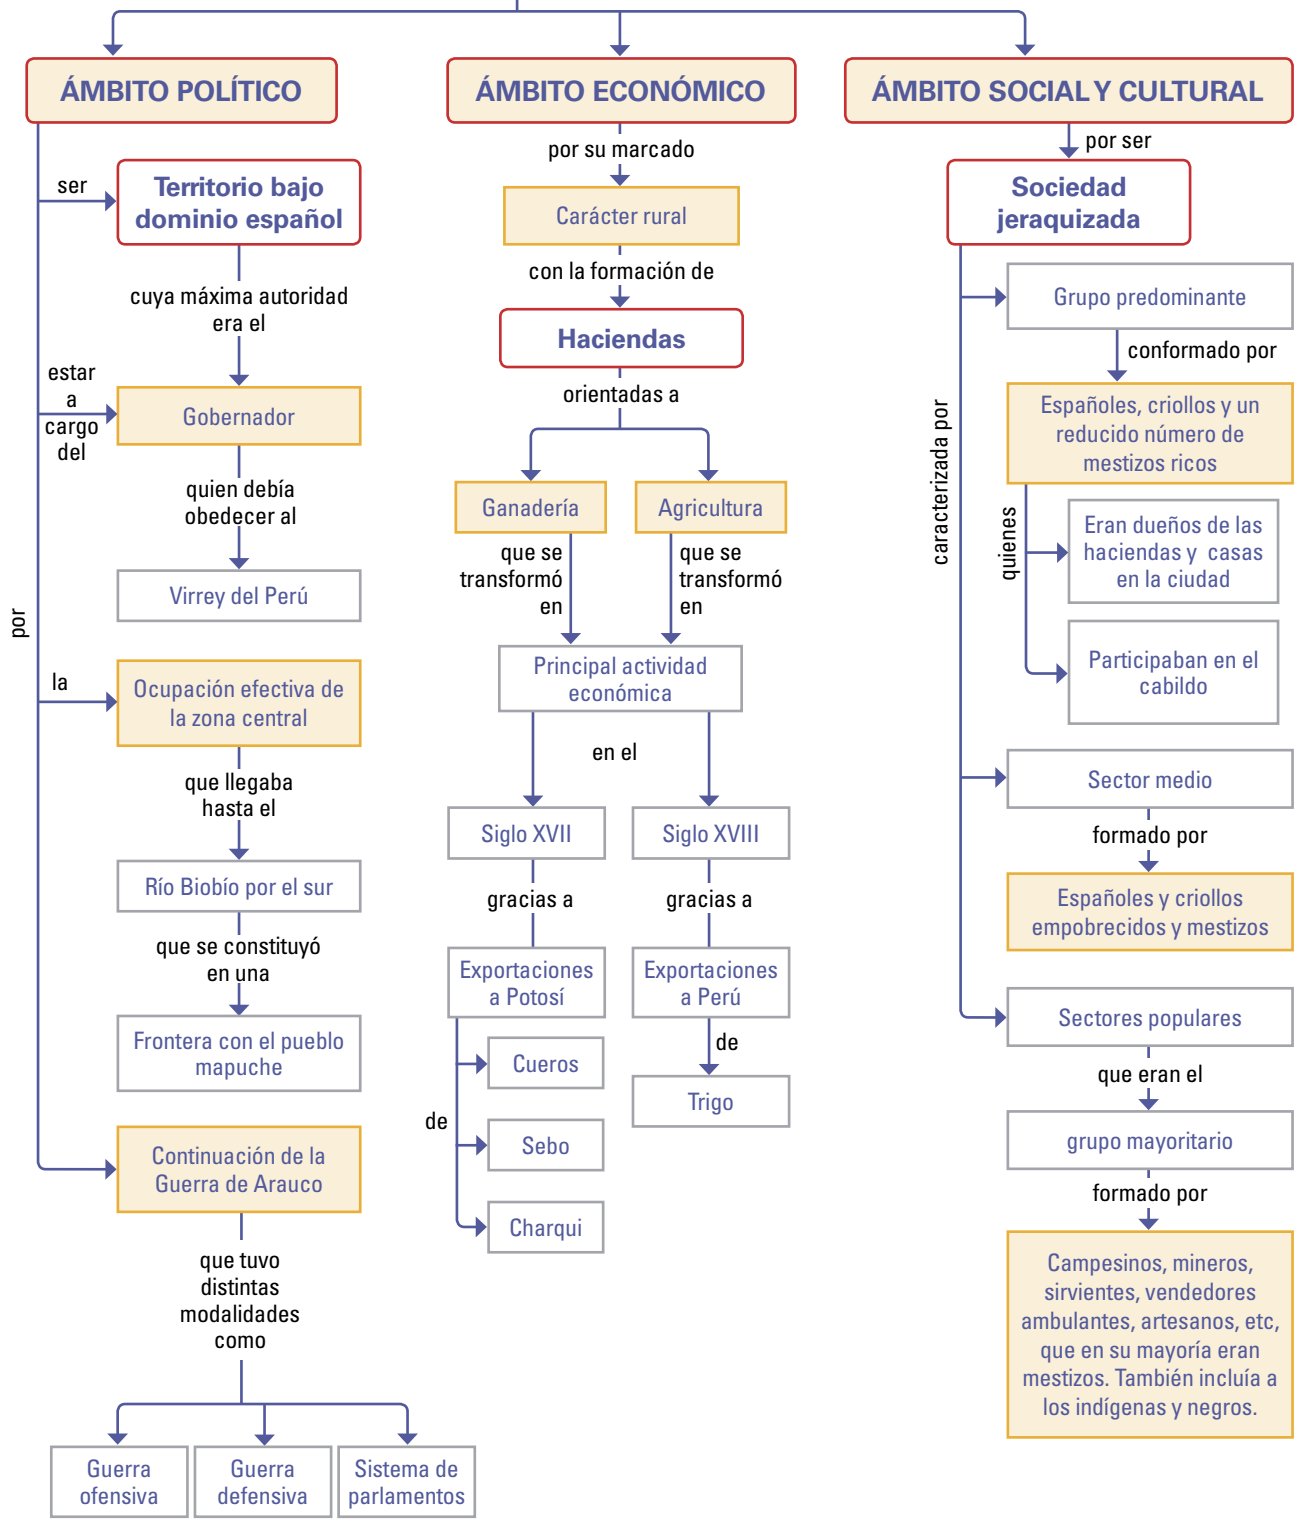 ÁMBITO POLÍTICO
por
ser
Territorio bajo
dominio español
cuya máxima autoridad
era el
estar
a
cargo
del
Gobernador
quien debía
obedecer al
Virrey del Perú
la
Ocupación efectiva de
la zona central
que llegaba
hasta el
Río Biobío por el sur
que se constituyó
en una
Frontera con el pueblo
mapuche
Continuación de la
Guerra de Arauco
que tuvo
distintas
modalidades
como
Guerra
ofensiva
Guerra
defensiva
Sistema de
parlamentos
ÁMBITO ECONÓMICO
por su marcado
Carácter rural
con la formación de
Haciendas
orientadas a
Ganadería
Agricultura
que se
transformó
en
que se
transformó
en
Principal actividad
económica
en el
Siglo XVII
Siglo XVIII
gracias a
gracias a
Exportaciones
a Potosí
Exportaciones
a Perú
de
Cueros
Sebo
Charqui
de
Trigo
ÁMBITO SOCIAL Y CULTURAL
por ser
Sociedad
jeraquizada
caracterizada por
Grupo predominante
conformado por
Españoles, criollos y un
reducido número de
mestizos ricos
quienes
Eran dueños de las
haciendas y casas
en la ciudad
Participaban en el
cabildo
Sector medio
formado por
Españoles y criollos
empobrecidos y mestizos
Sectores populares
que eran el
grupo mayoritario
formado por
Campesinos, mineros,
sirvientes, vendedores
ambulantes, artesanos, etc,
que en su mayoría eran
mestizos. También incluía a
los indígenas y negros.